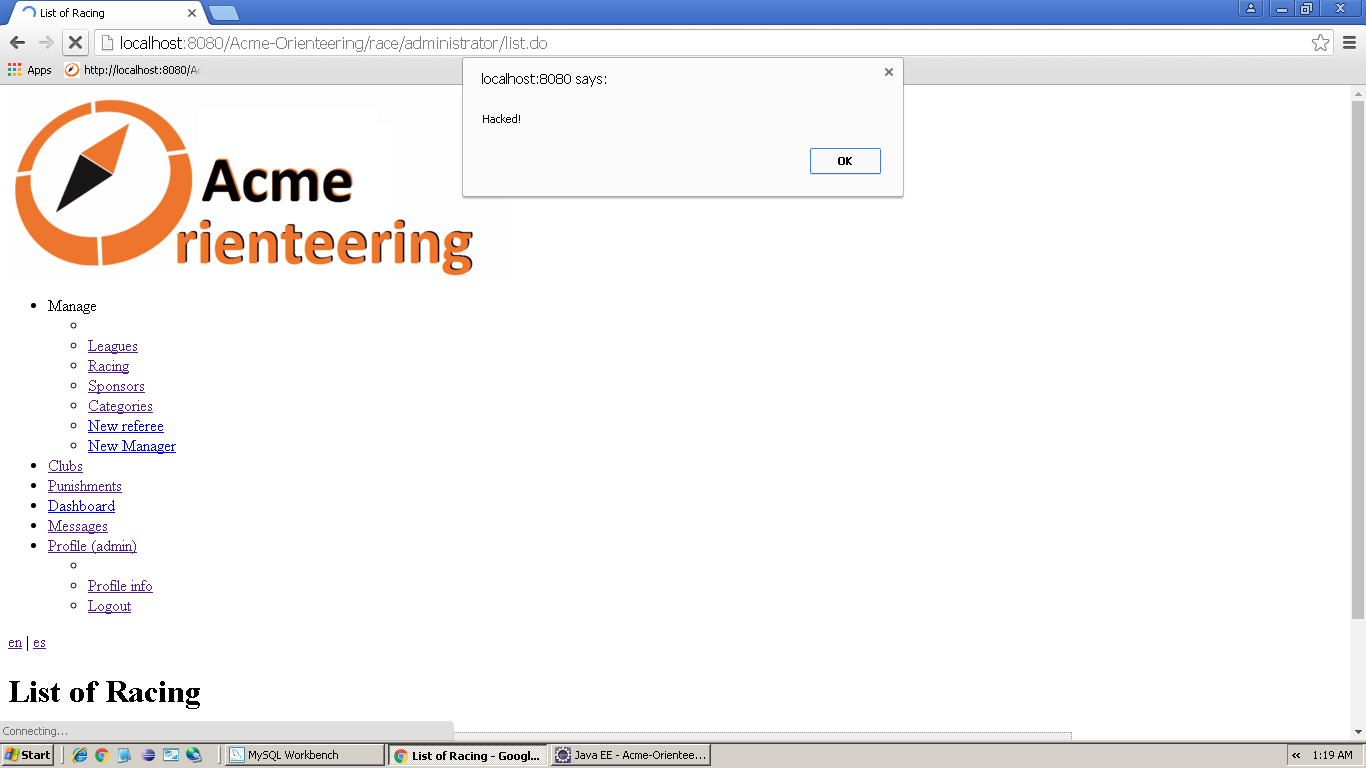 List of Racing
localhost:8080/Acme-Orienteering/race/administrator/list.do
Apps
http://localhost:8080/Ac
localhost:8080 says:
Hacked!
OK
Acme
rienteering
Manage
Leagues
Racing
Sponsors
Categories
New referee
New Manager
Clubs
Punishments
Dashboard
Messages
Profile (admin)
Profile info
Logout
en | es
List of Racing
Connecting...
Start
MySQL Workbench
List of Racing - Googl...
Java EE - Acme-Orientee...
1:19 AM